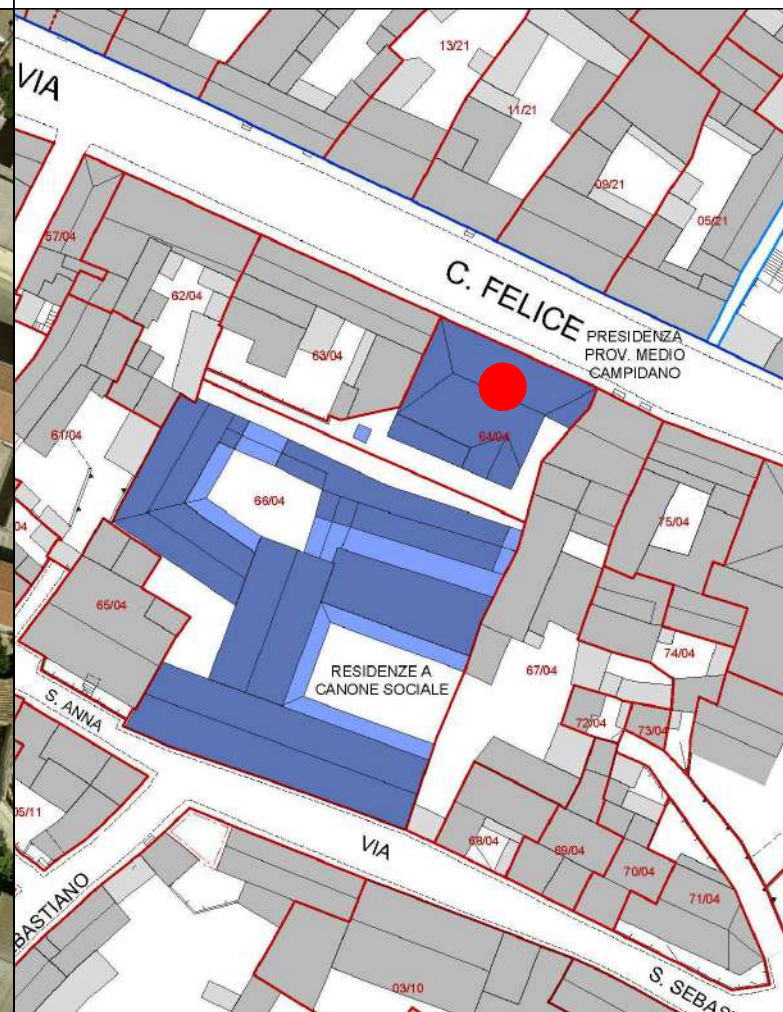 13/21
VIA
11/21
09/21
05/21
57/04
62/04
C. FELICE
PRESIDENZA
PROV. MEDIO
CAMPIDANO
63/04
64/04
61/04
66/04
75/04
65/04
RESIDENZE A
CANONE SOCIALE
67/04
74/04
S. ANNA
72/04
73/04
05/11
VIA
68/04
69/04
70/04
71/04
BASTIANO
03/10
S. SEBAS